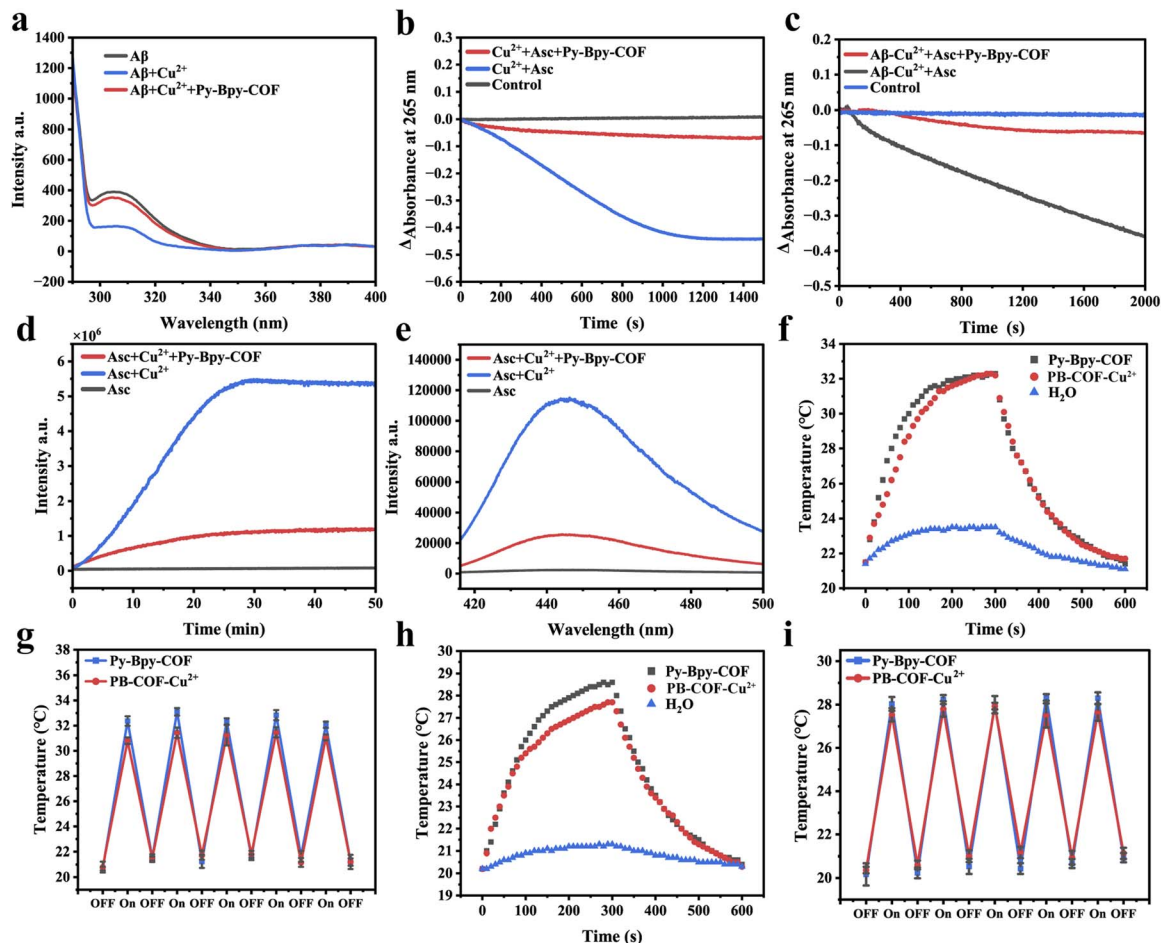 a
1400
1200
1000
800
600
400
200
0
−200
Intensity a.u.
Aβ
Aβ+Cu²⁺
Aβ+Cu²⁺+Py-Bpy-COF
300
320
340
360
380
400
Wavelength (nm)
b
0.3
0.2
0.1
0.0
−0.1
−0.2
−0.3
−0.4
−0.5
−0.6
ΔAbsorbance at 265 nm
Cu²⁺+Asc+Py-Bpy-COF
Cu²⁺+Asc
Control
0
200
400
600
800
1000
1200
1400
Time (s)
c
0.2
0.1
0.0
−0.1
−0.2
−0.3
−0.4
−0.5
ΔAbsorbance at 265 nm
Aβ-Cu²⁺+Asc+Py-Bpy-COF
Aβ-Cu²⁺+Asc
Control
0
400
800
1200
1600
2000
Time (s)
d
×10⁶
6
5
4
3
2
1
0
Intensity a.u.
Asc+Cu²⁺+Py-Bpy-COF
Asc+Cu²⁺
Asc
0
10
20
30
40
50
Time (min)
e
140000
120000
100000
80000
60000
40000
20000
0
Intensity a.u.
Asc+Cu²⁺+Py-Bpy-COF
Asc+Cu²⁺
Asc
420
440
460
480
500
Wavelength (nm)
f
34
32
30
28
26
24
22
20
Temperature (°C)
Py-Bpy-COF
PB-COF-Cu²⁺
H₂O
0
100
200
300
400
500
600
Time (s)
g
38
36
34
32
30
28
26
24
22
20
Temperature (°C)
Py-Bpy-COF
PB-COF-Cu²⁺
OFF On OFF On OFF On OFF On OFF On OFF
h
30
29
28
27
26
25
24
23
22
21
20
19
Temperature (°C)
Py-Bpy-COF
PB-COF-Cu²⁺
H₂O
0
100
200
300
400
500
600
Time (s)
i
30
28
26
24
22
20
Temperature (°C)
Py-Bpy-COF
PB-COF-Cu²⁺
OFF On OFF On OFF On OFF On OFF On OFF